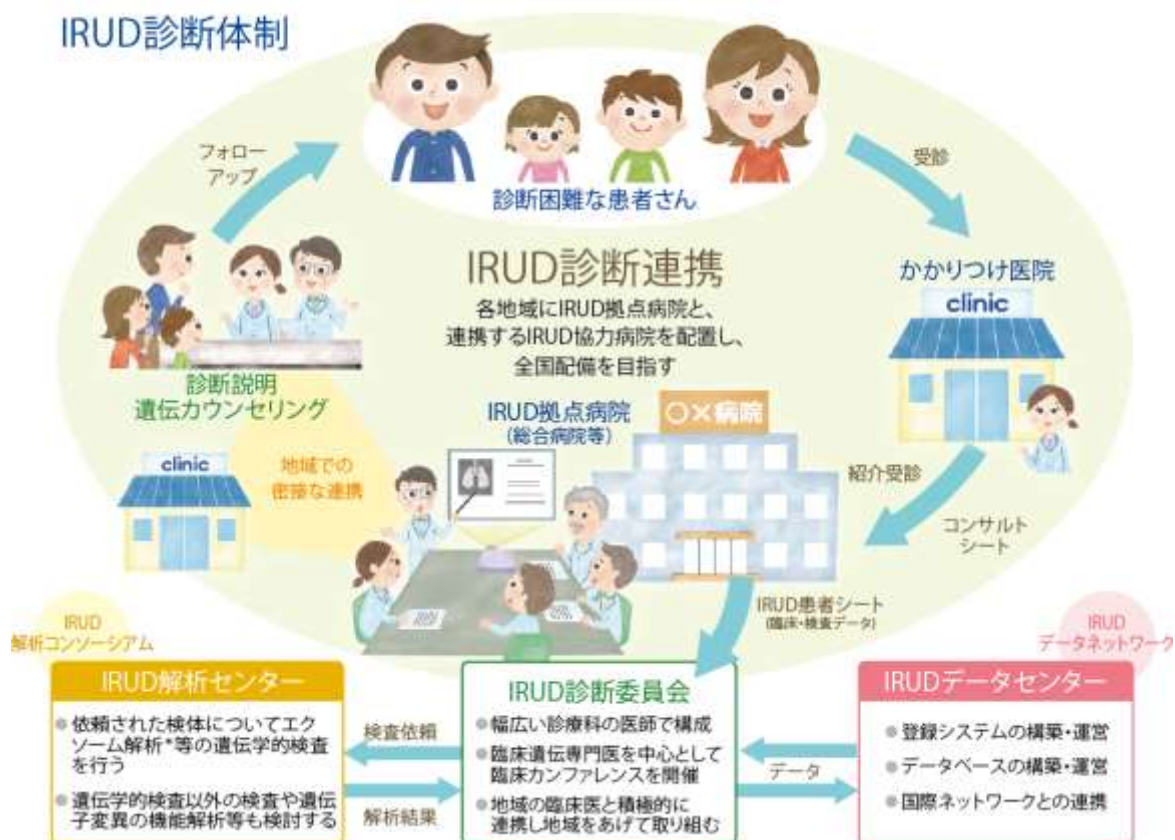 IRUD診断体制
フォロー
アップ
受診
診断困難な患者さん
IRUD診断連携
各地域にIRUD拠点病院と、
連携するIRUD協力病院を配置し、
全国配備を目指す
かかりつけ医院
clinic
診断説明
遺伝カウンセリング
IRUD拠点病院
(総合病院等)
〇×病院
clinic
地域での
密接な連携
紹介受診
コンサルト
シート
IRUD患者シート
(臨床・検査データ)
IRUD
解析コンソーシアム
IRUD
データネットワーク
IRUD解析センター
依頼された検体についてエク
ソーム解析*等の遺伝学的検査
を行う
遺伝学的検査以外の検査や遺伝
子変異の機能解析等も検討する
検査依頼
解析結果
IRUD診断委員会
幅広い診療科の医師で構成
臨床遺伝専門医を中心として
臨床カンファレンスを開催
地域の臨床医と積極的に
連携し地域をあげて取り組む
データ
IRUDデータセンター
登録システムの構築・運営
データベースの構築・運営
国際ネットワークとの連携